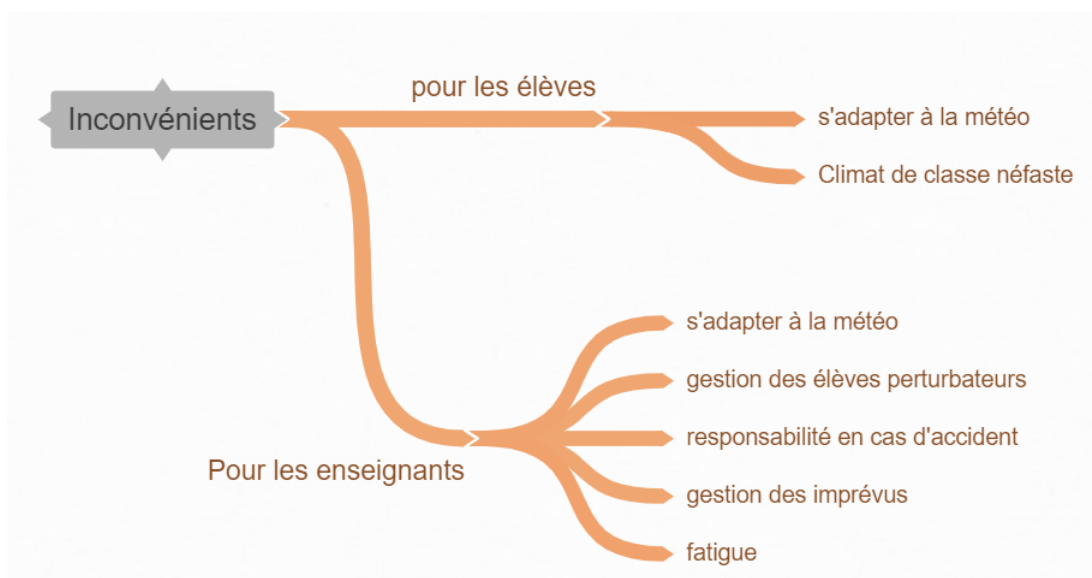 Inconvénients
pour les élèves
s'adapter à la météo
Climat de classe néfaste
Pour les enseignants
s'adapter à la météo
gestion des élèves perturbateurs
responsabilité en cas d'accident
gestion des imprévus
fatigue